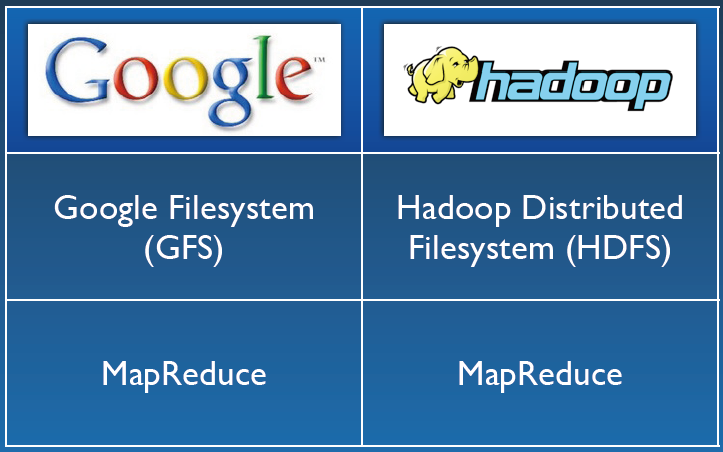 Google™
hadoop
Google Filesystem
(GFS)
Hadoop Distributed
Filesystem (HDFS)
MapReduce
MapReduce